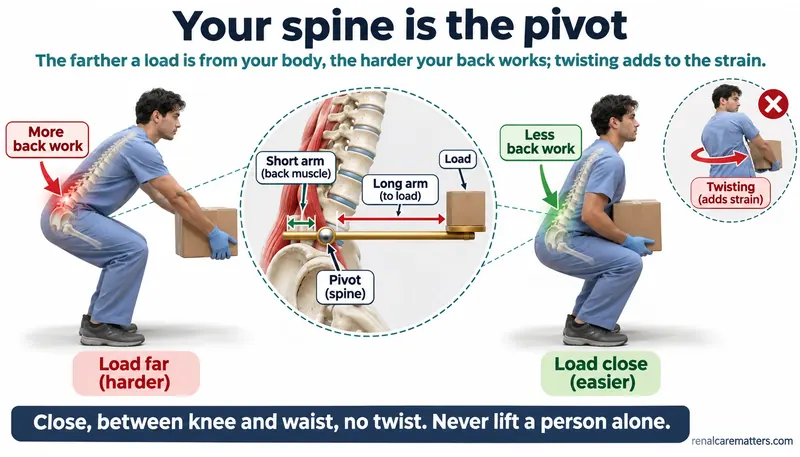 Your spine is the pivot
The farther a load is from your body, the harder your back works; twisting adds to the strain.
More
back work
Short arm
(back muscle)
Long arm
(to load)
Load
Pivot
(spine)
Less
back work
Twisting
(adds strain)
Load far
(harder)
Load close
(easier)
Close, between knee and waist, no twist. Never lift a person alone.
renalcarematters.com